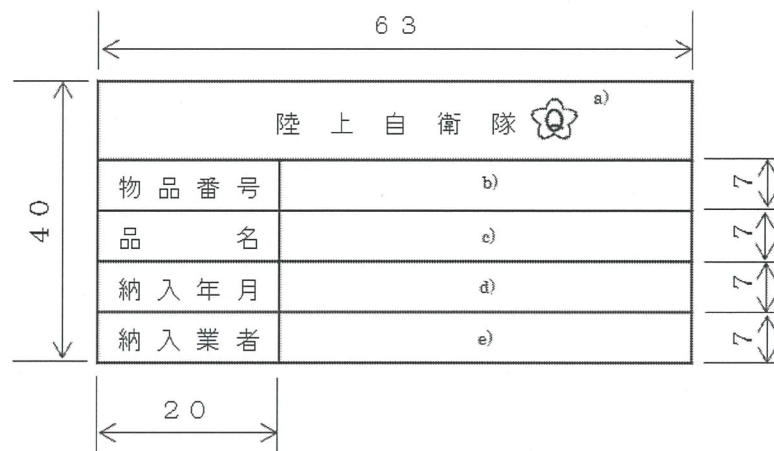 63
陸上自衛隊 Q a)
40
物品番号 b) 7
品名 c) 7
納入年月 d) 7
納入業者 e) 7
20